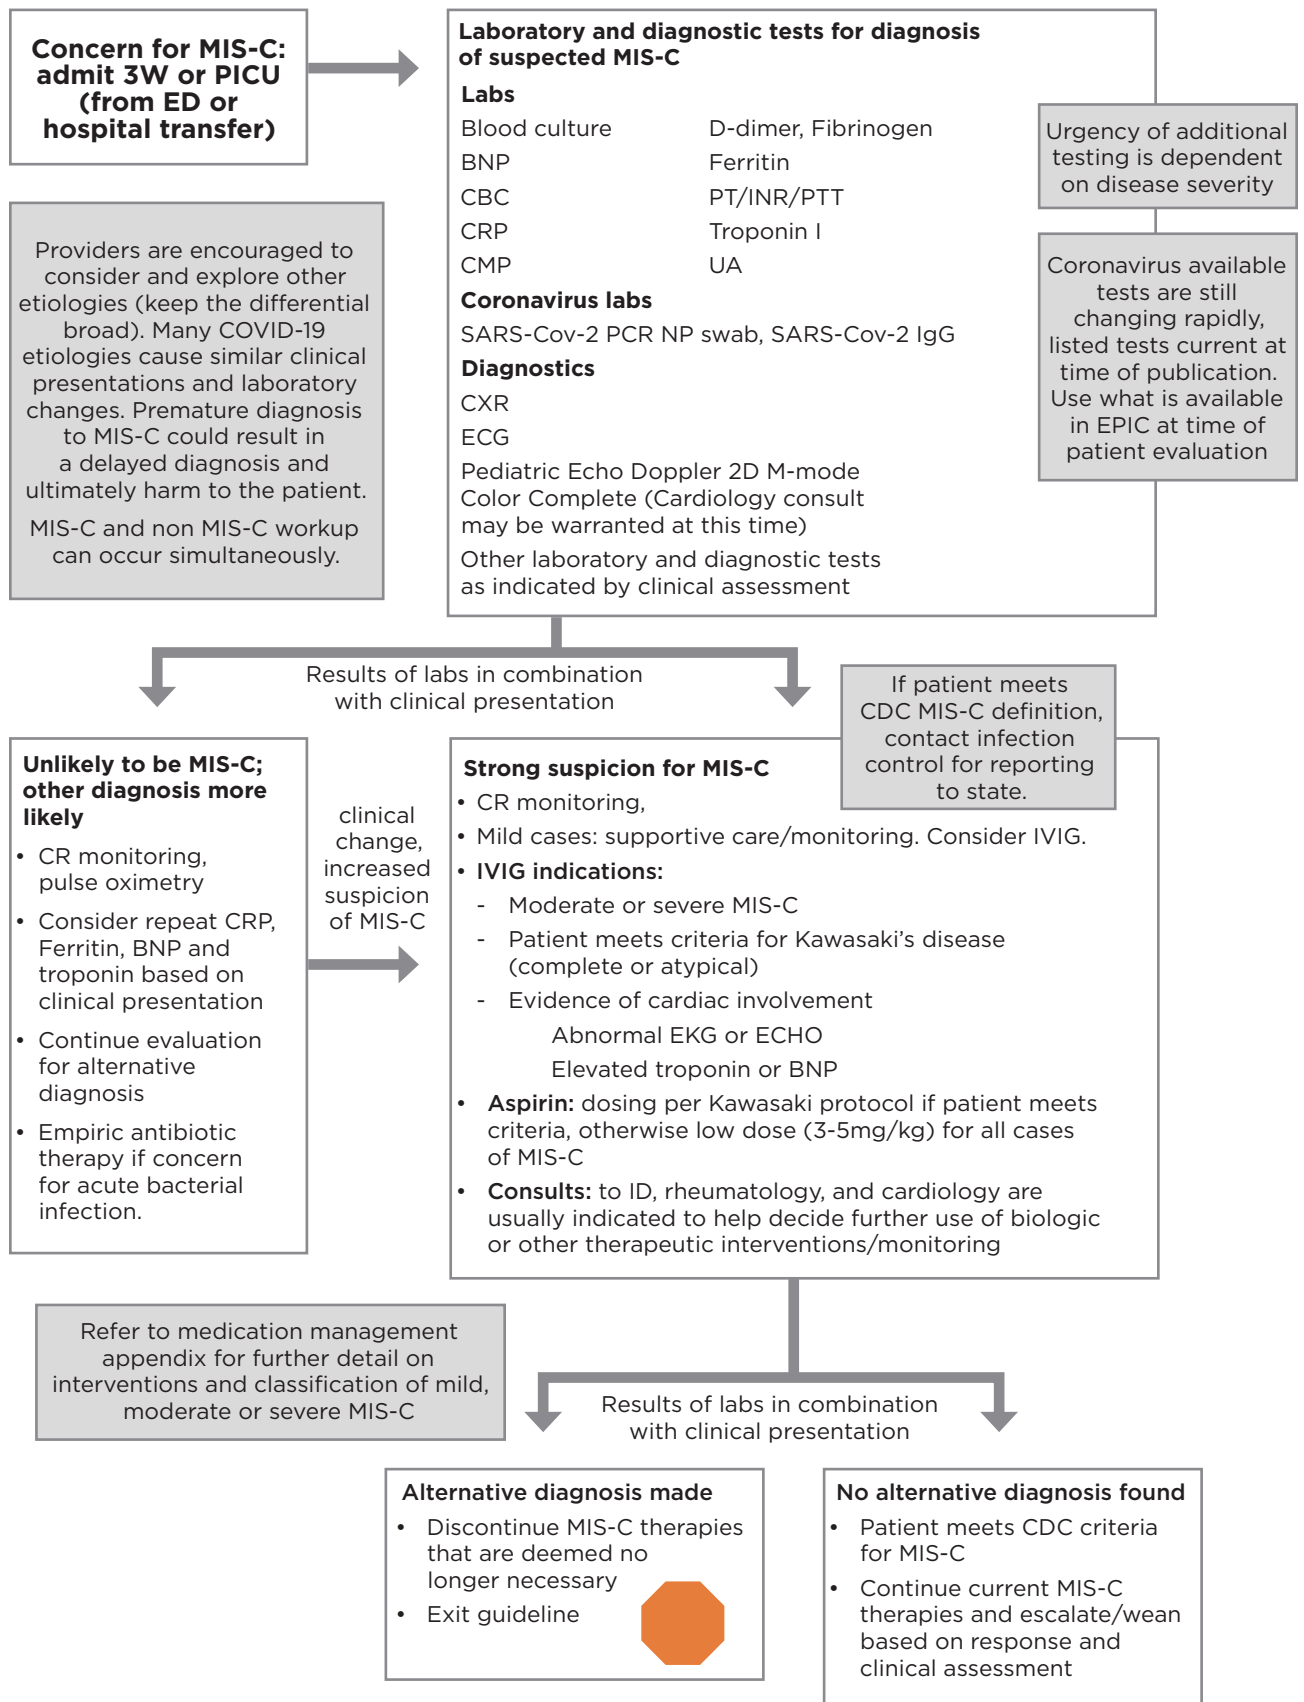 Concern for MIS-C:
admit 3W or PICU
(from ED or
hospital transfer)
Laboratory and diagnostic tests for diagnosis
of suspected MIS-C
Labs
Blood culture
BNP
CBC
CRP
CMP
D-dimer, Fibrinogen
Ferritin
PT/INR/PTT
Troponin I
UA
Coronavirus labs
SARS-Cov-2 PCR NP swab, SARS-Cov-2 IgG
Diagnostics
CXR
ECG
Pediatric Echo Doppler 2D M-mode
Color Complete (Cardiology consult
may be warranted at this time)
Other laboratory and diagnostic tests
as indicated by clinical assessment
Urgency of additional
testing is dependent
on disease severity
Coronavirus available
tests are still
changing rapidly,
listed tests current at
time of publication.
Use what is available
in EPIC at time of
patient evaluation
Providers are encouraged to
consider and explore other
etiologies (keep the differential
broad). Many COVID-19
etiologies cause similar clinical
presentations and laboratory
changes. Premature diagnosis
to MIS-C could result in
a delayed diagnosis and
ultimately harm to the patient.
MIS-C and non MIS-C workup
can occur simultaneously.
Results of labs in combination
with clinical presentation
If patient meets
CDC MIS-C definition,
contact infection
control for reporting
to state.
Unlikely to be MIS-C;
other diagnosis more
likely
• CR monitoring,
pulse oximetry
• Consider repeat CRP,
Ferritin, BNP and
troponin based on
clinical presentation
• Continue evaluation
for alternative
diagnosis
• Empiric antibiotic
therapy if concern
for acute bacterial
infection.
clinical
change,
increased
suspicion
of MIS-C
Strong suspicion for MIS-C
• CR monitoring,
• Mild cases: supportive care/monitoring. Consider IVIG.
• IVIG indications:
- Moderate or severe MIS-C
- Patient meets criteria for Kawasaki's disease
(complete or atypical)
- Evidence of cardiac involvement
Abnormal EKG or ECHO
Elevated troponin or BNP
• Aspirin: dosing per Kawasaki protocol if patient meets
criteria, otherwise low dose (3-5mg/kg) for all cases
of MIS-C
• Consults: to ID, rheumatology, and cardiology are
usually indicated to help decide further use of biologic
or other therapeutic interventions/monitoring
Refer to medication management
appendix for further detail on
interventions and classification of mild,
moderate or severe MIS-C
Results of labs in combination
with clinical presentation
Alternative diagnosis made
• Discontinue MIS-C therapies
that are deemed no
longer necessary
• Exit guideline
No alternative diagnosis found
• Patient meets CDC criteria
for MIS-C
• Continue current MIS-C
therapies and escalate/wean
based on response and
clinical assessment